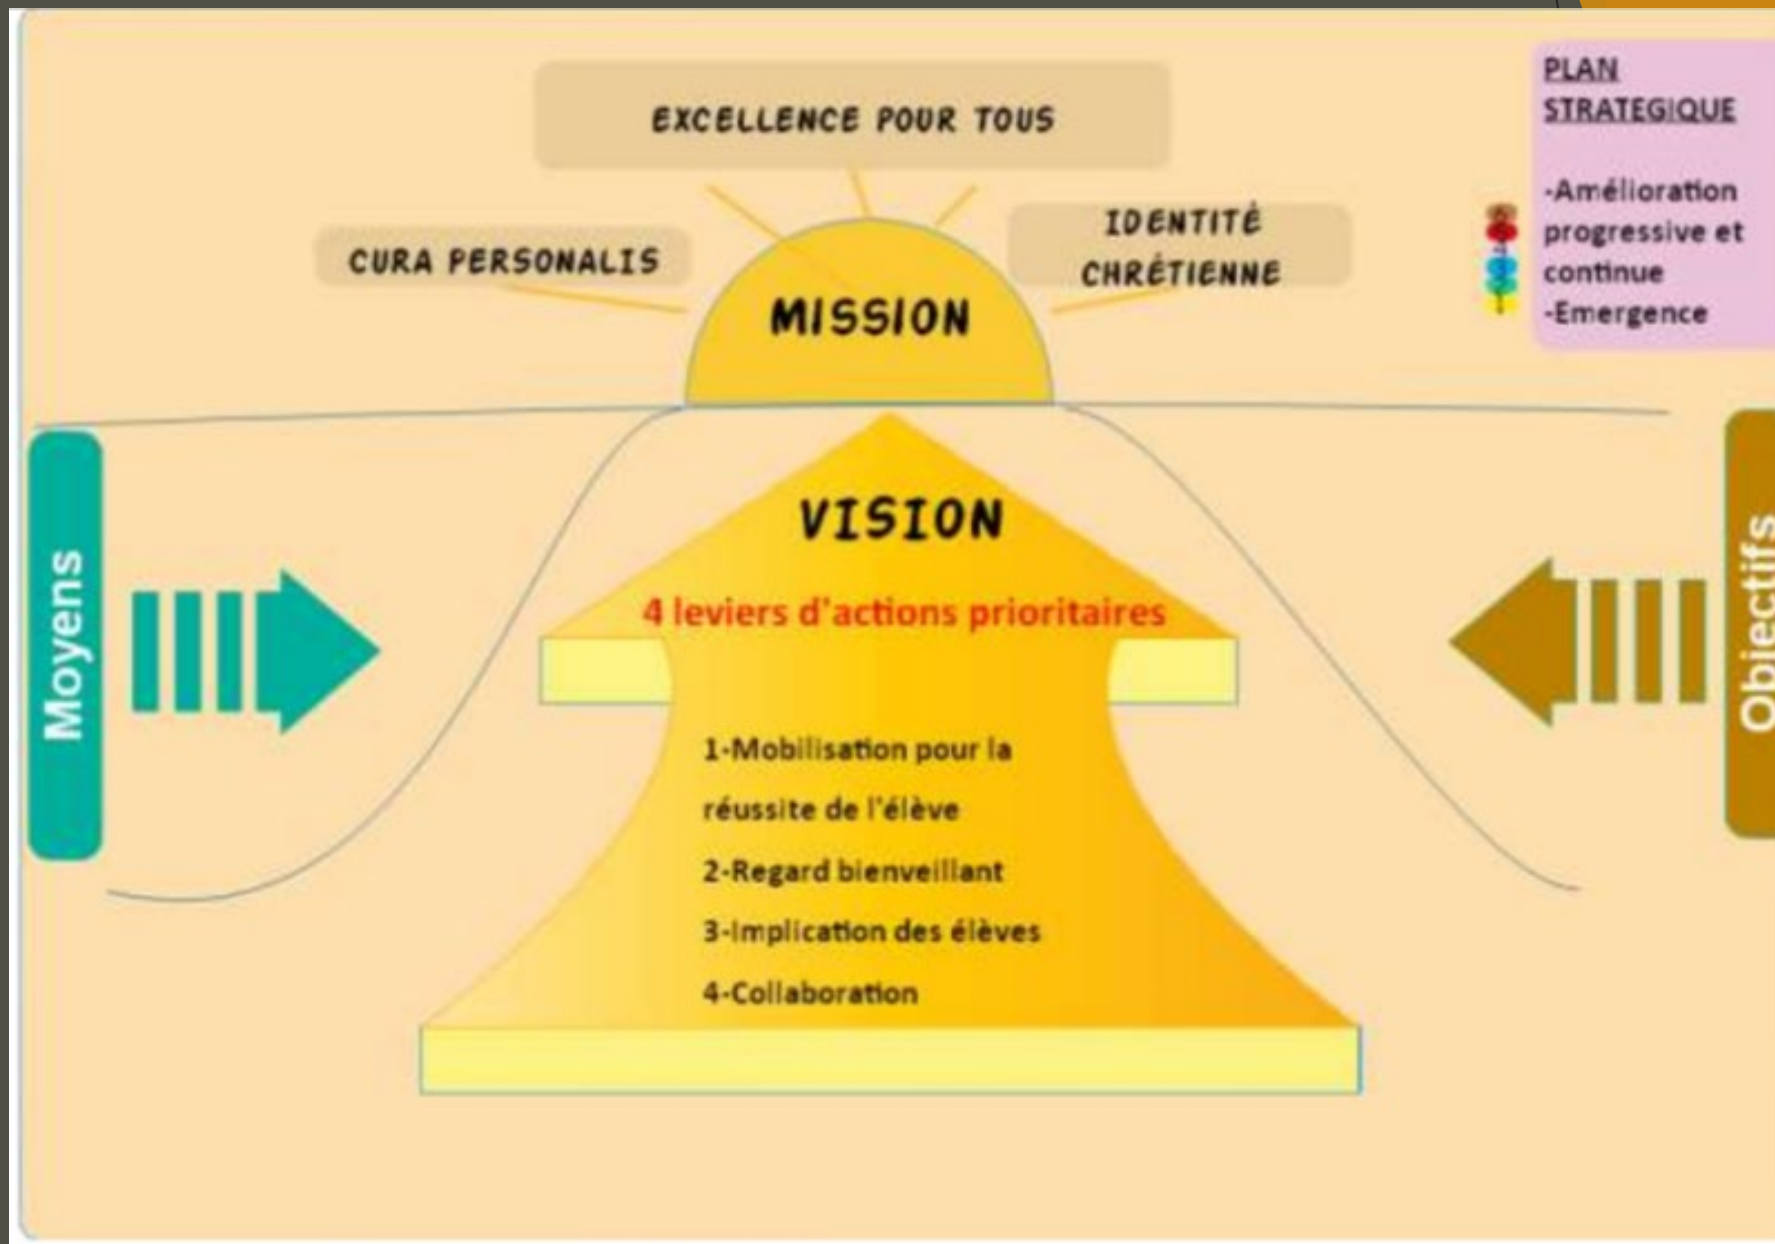 EXCELLENCE POUR TOUS
CURA PERSONALIS
IDENTITÉ
CHRÉTIENNE
MISSION
PLAN
STRATEGIQUE
-Amélioration
progressive et
continue
-Emergence
Moyens
VISION
4 leviers d'actions prioritaires
1-Mobilisation pour la
réussite de l'élève
2-Regard bienveillant
3-Implication des élèves
4-Collaboration
Objectifs